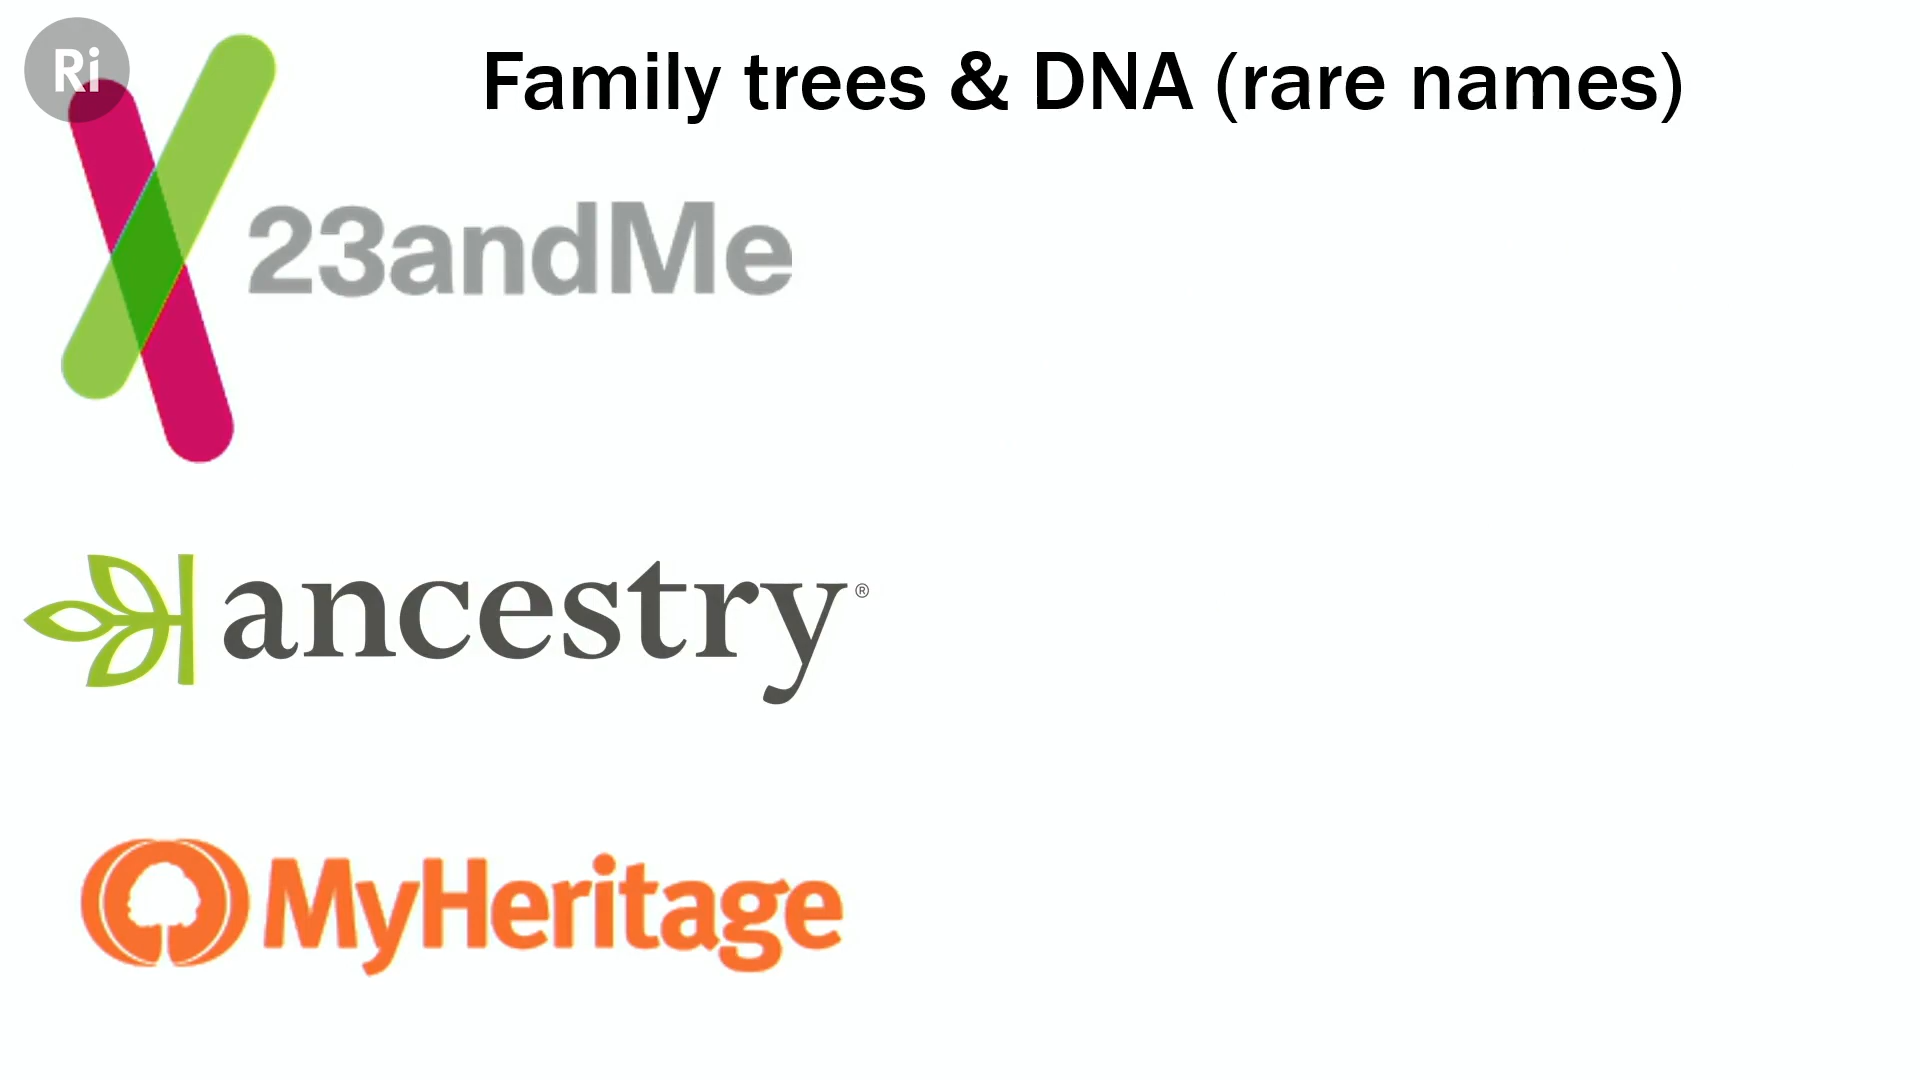 Ri
Family trees & DNA (rare names)
23andMe
ancestry®
MyHeritage